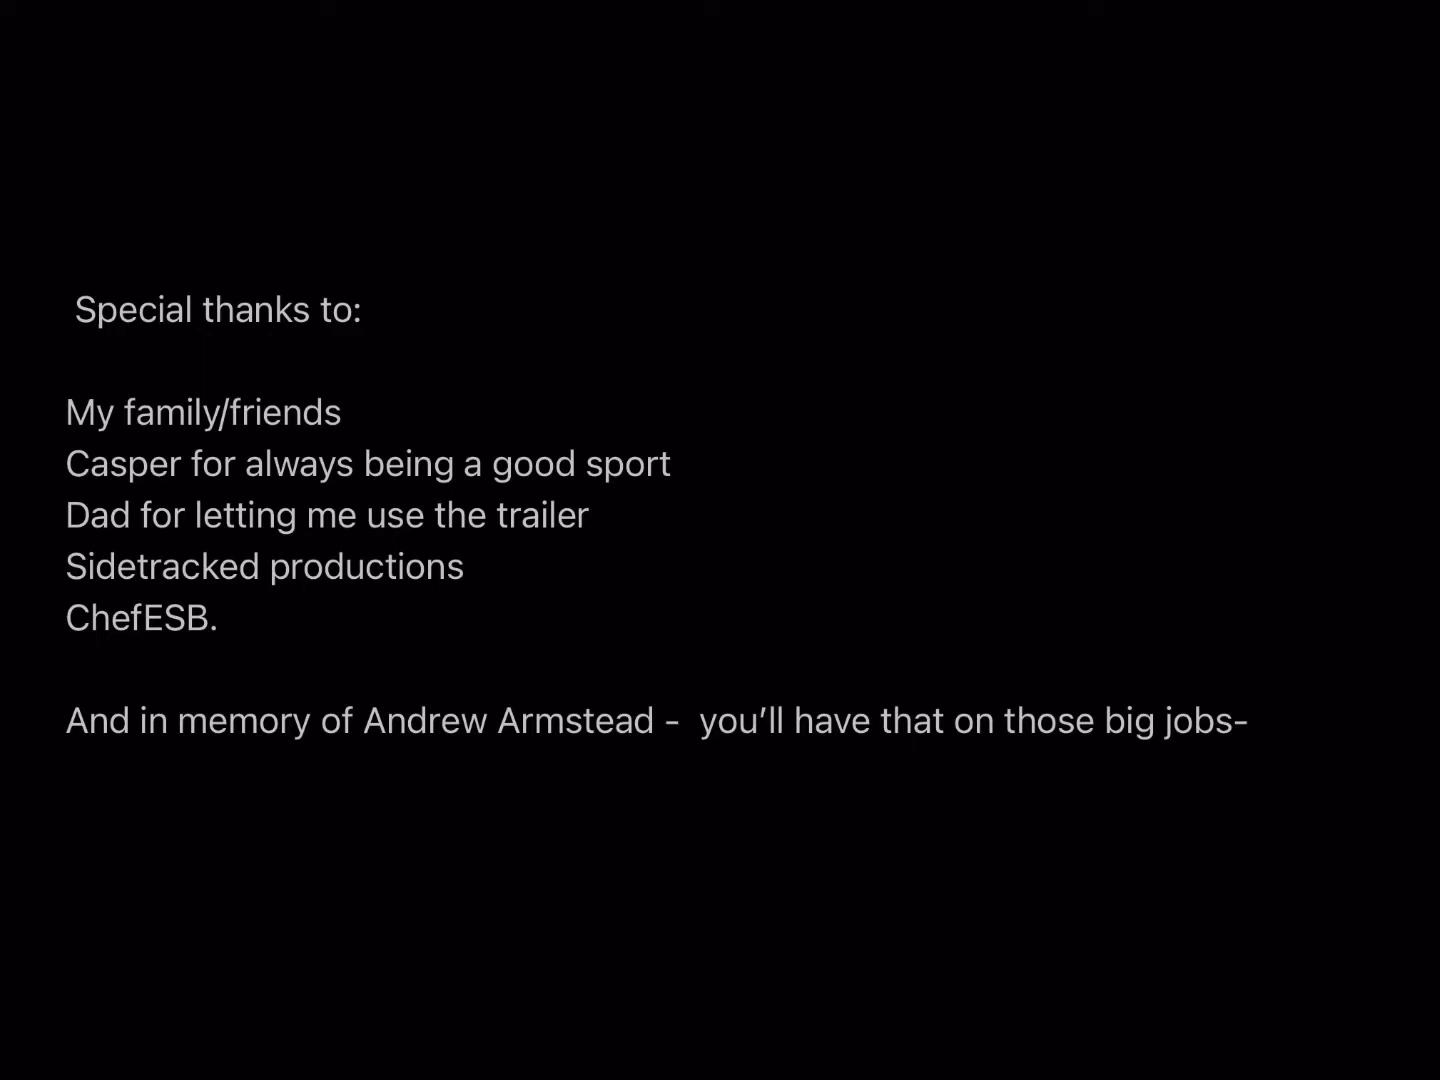 Special thanks to:
My family/friends
Casper for always being a good sport
Dad for letting me use the trailer
Sidetracked productions
ChefESB.
And in memory of Andrew Armstead -  you’ll have that on those big jobs-